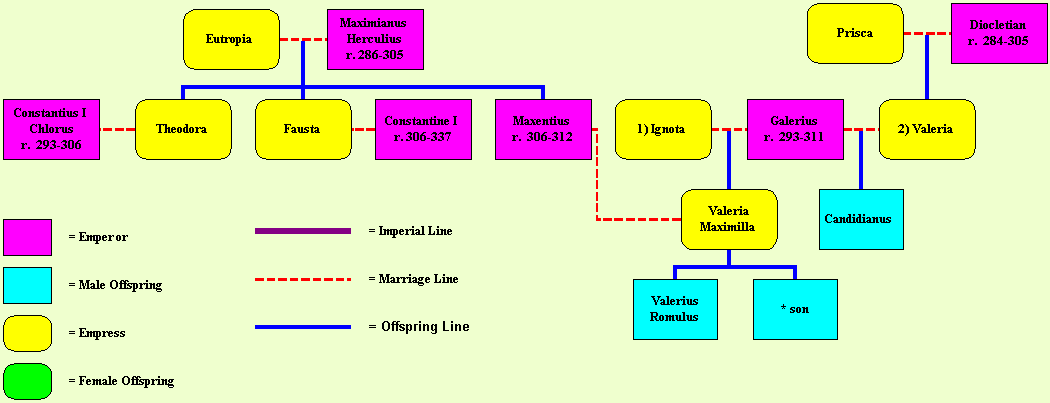 Eutropia
Maximianus
Herculius
r. 286-305
Prisca
Diocletian
r. 284-305
Constantius I
Chlorus
r. 293-306
Theodora
Fausta
Constantine I
r. 306-337
Maxentius
r. 306-312
1) Ignota
Galerius
r. 293-311
2) Valeria
Valeria
Maximilla
Candidianus
Valerius
Romulus
* son
= Emperor
= Male Offspring
= Empress
= Female Offspring
= Imperial Line
= Marriage Line
= Offspring Line